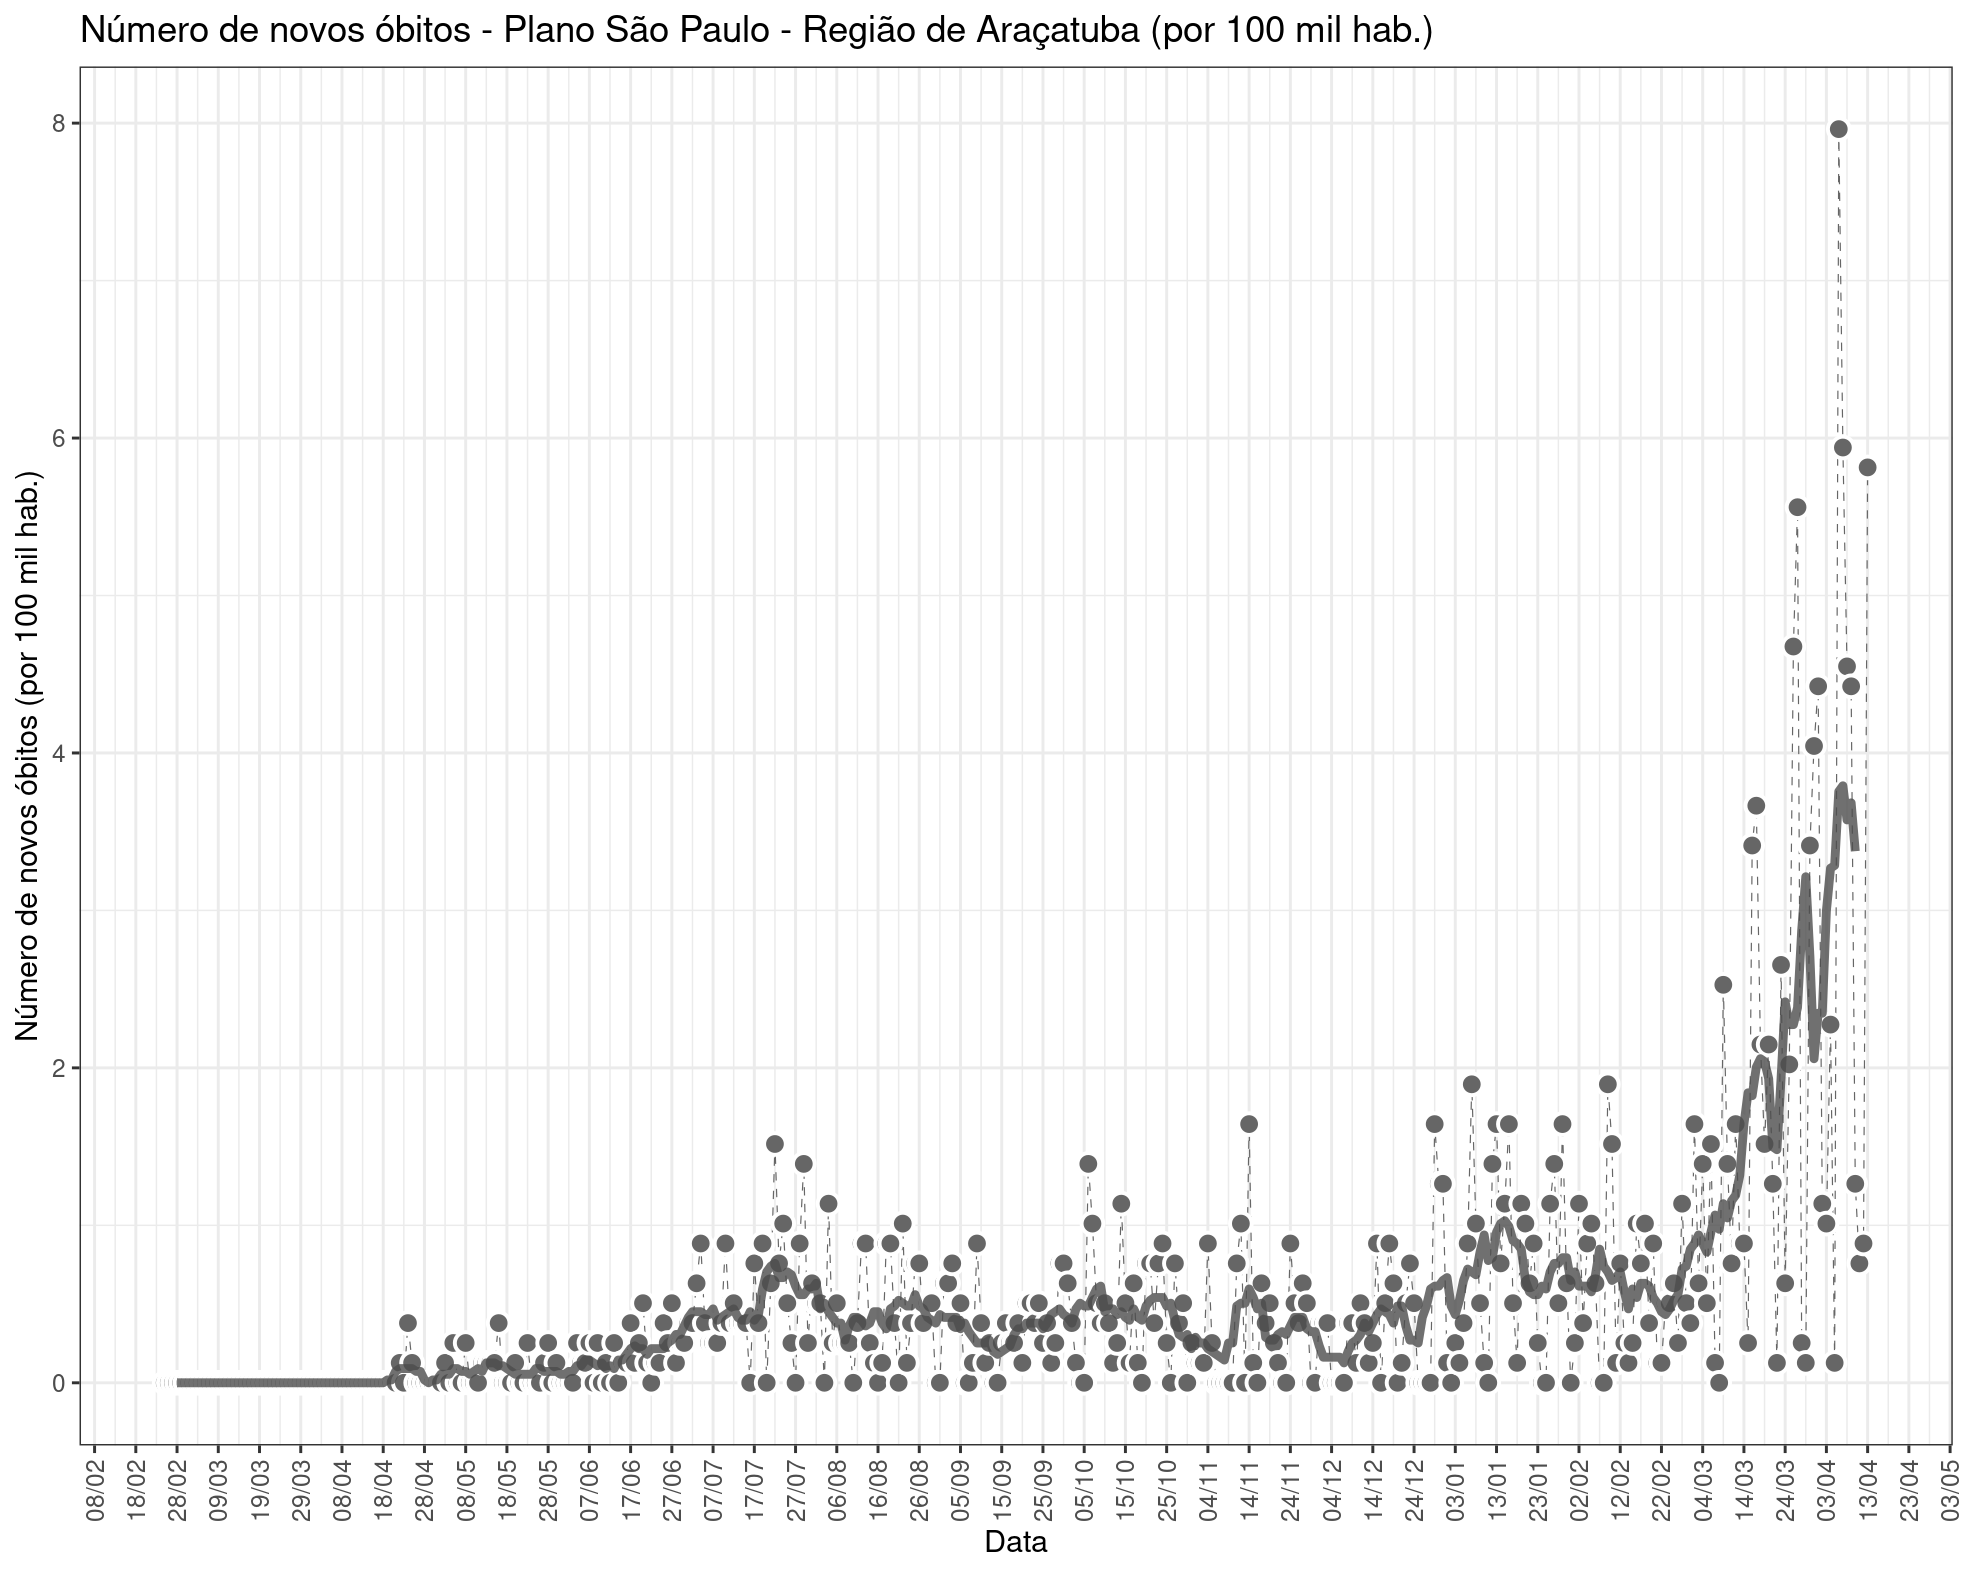 Número de novos óbitos - Plano São Paulo - Região de Araçatuba (por 100 mil hab.)
Número de novos óbitos (por 100 mil hab.)
8
6
4
2
0
08/02 18/02 28/02 09/03 19/03 29/03 08/04 18/04 28/04 08/05 18/05 28/05 07/06 17/06 27/06 07/07 17/07 27/07 06/08 16/08 26/08 05/09 15/09 25/09 05/10 15/10 25/10 04/11 14/11 24/11 04/12 14/12 24/12 03/01 13/01 23/01 02/02 12/02 22/02 04/03 14/03 24/03 03/04 13/04 23/04 03/05
Data